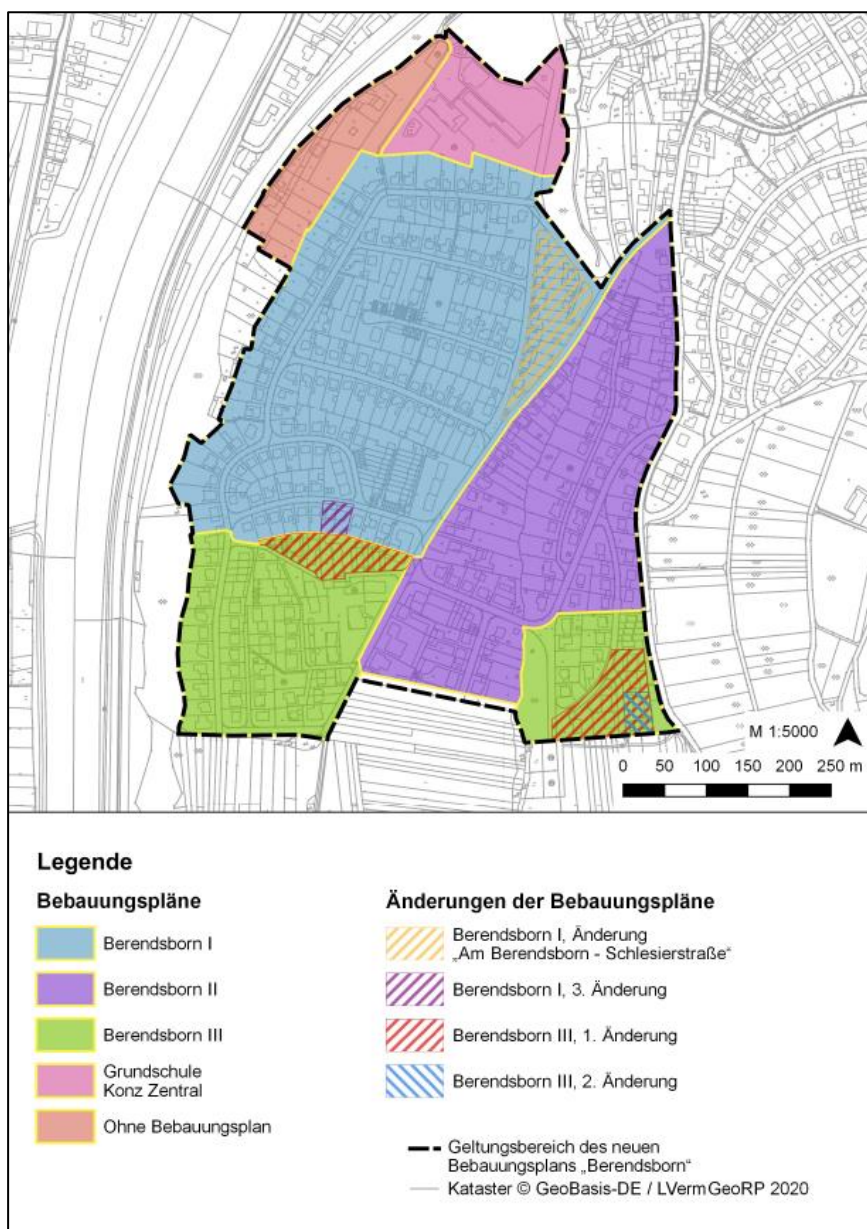 M 1:5000
0 50 100 150 200 250 m
Legende
Bebauungspläne
Berendsborn I
Berendsborn II
Berendsborn III
Grundschule
Konz Zentral
Ohne Bebauungsplan
Änderungen der Bebauungspläne
Berendsborn I, Änderung
„Am Berendsborn - Schlesierstraße“
Berendsborn I, 3. Änderung
Berendsborn III, 1. Änderung
Berendsborn III, 2. Änderung
Geltungsbereich des neuen
Bebauungsplans „Berendsborn“
Kataster © GeoBasis-DE / LVermGeoRP 2020